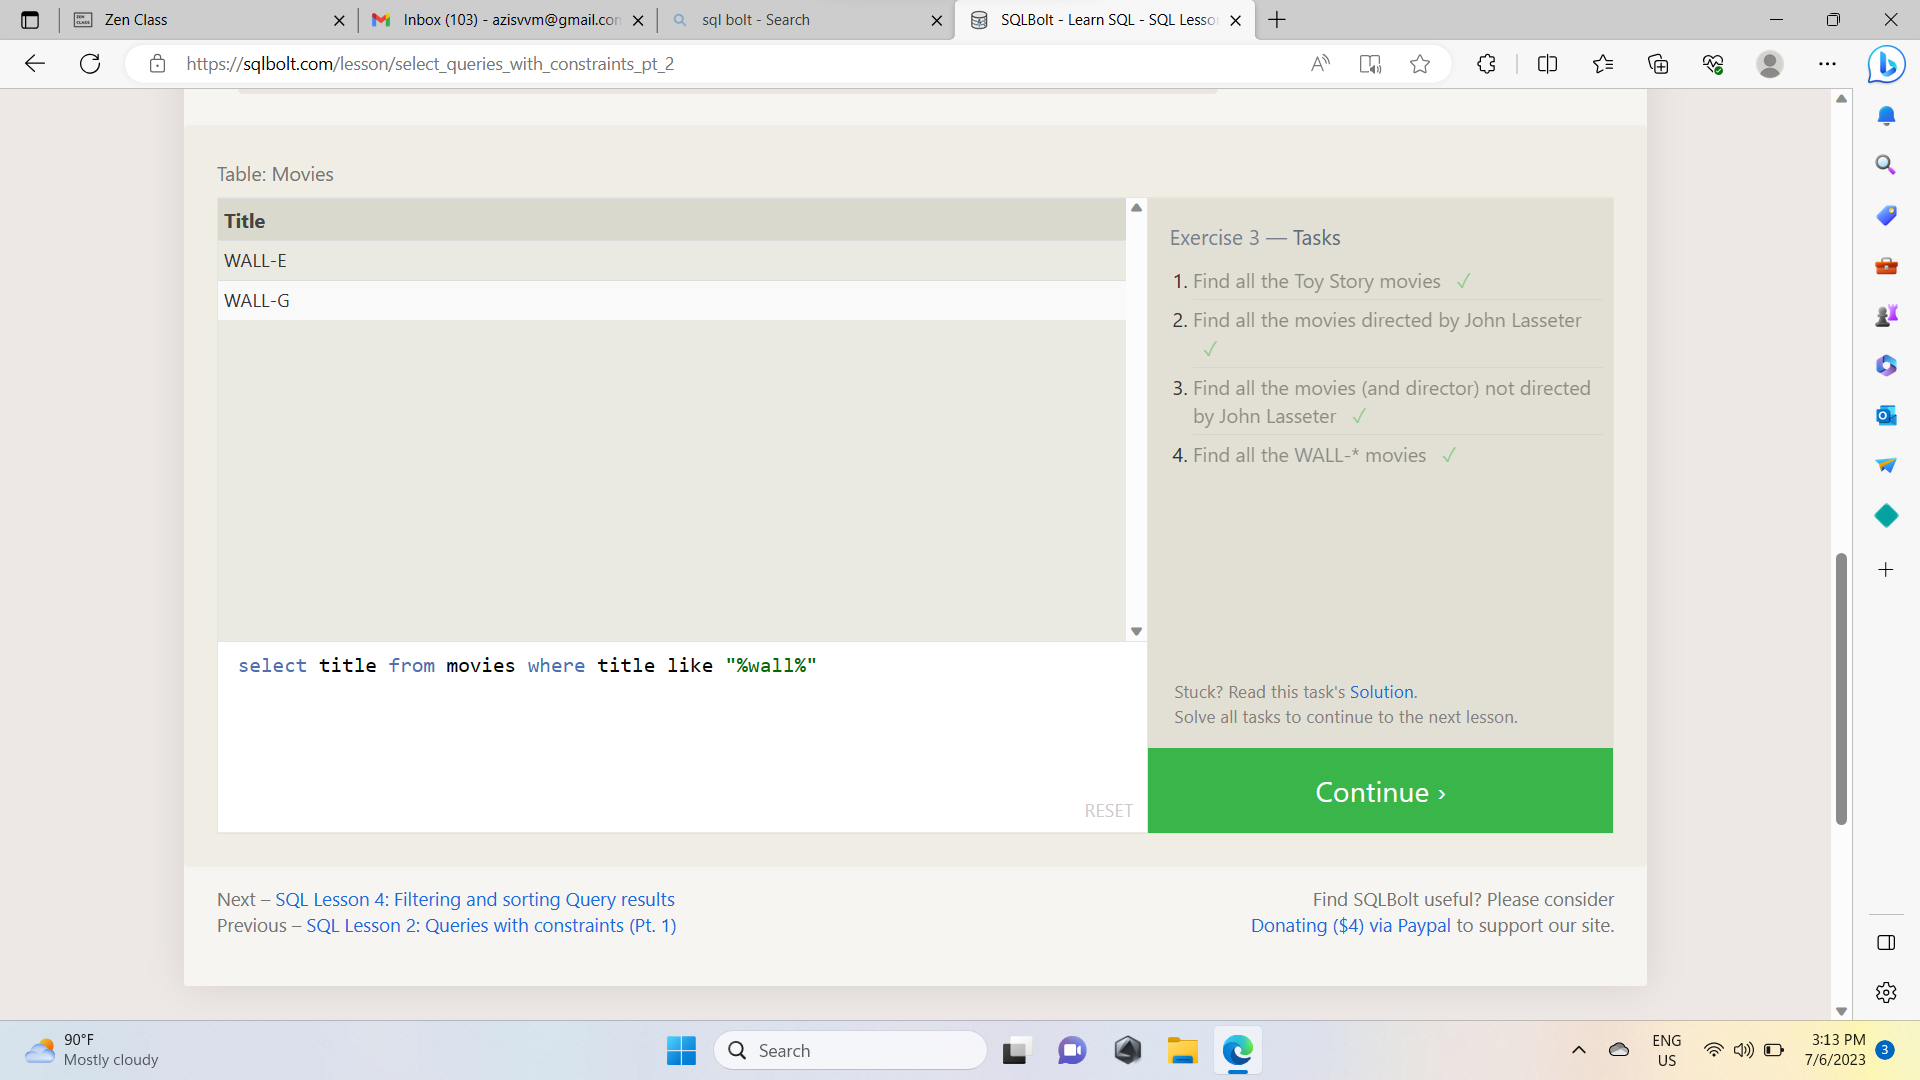 Zen Class
Inbox (103) - azisvvm@gmail.con
sql bolt - Search
SQLBolt - Learn SQL - SQL Lesso
https://sqlbolt.com/lesson/select_queries_with_constraints_pt_2
Table: Movies
Title
WALL-E
WALL-G
select title from movies where title like "%wall%"
RESET
Exercise 3 — Tasks
1. Find all the Toy Story movies ✓
2. Find all the movies directed by John Lasseter
✓
3. Find all the movies (and director) not directed
by John Lasseter ✓
4. Find all the WALL-* movies ✓
Stuck? Read this task's Solution.
Solve all tasks to continue to the next lesson.
Continue ›
Next – SQL Lesson 4: Filtering and sorting Query results
Previous – SQL Lesson 2: Queries with constraints (Pt. 1)
Find SQLBolt useful? Please consider
Donating ($4) via Paypal to support our site.
90°F
Mostly cloudy
Search
ENG
US
3:13 PM
7/6/2023
3